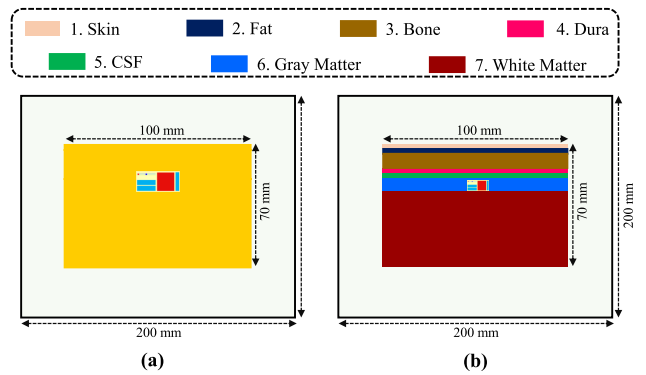 1. Skin 2. Fat 3. Bone 4. Dura
5. CSF 6. Gray Matter 7. White Matter
100 mm
70 mm
200 mm
(a)
100 mm
70 mm
200 mm
200 mm
(b)